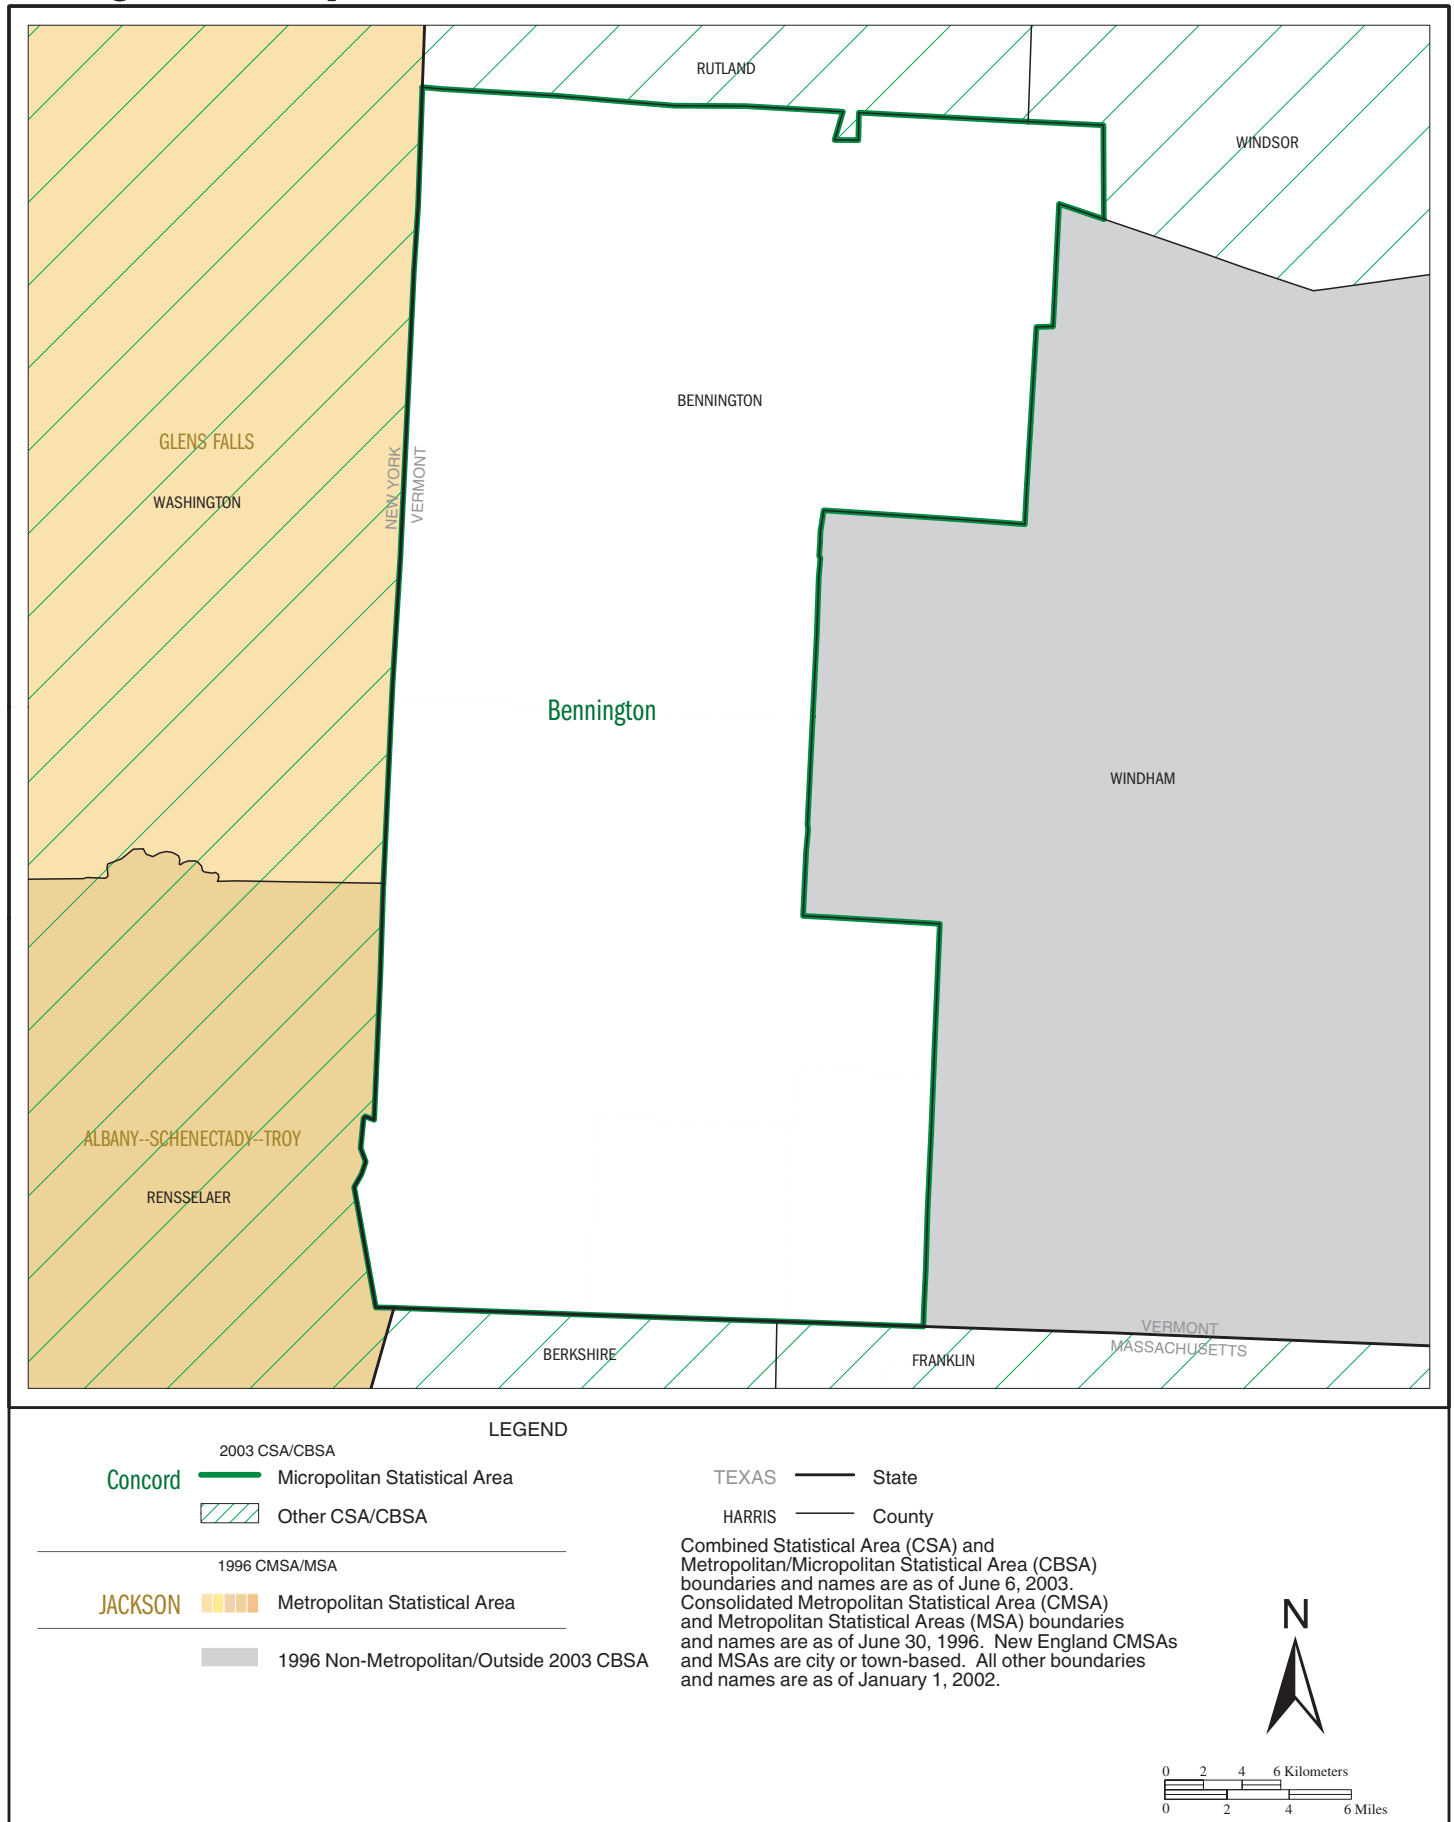 RUTLAND
WINDSOR
BENNINGTON
GLENS FALLS
WASHINGTON
NEW YORK
VERMONT
Bennington
WINDHAM
ALBANY--SCHENECTADY--TROY
RENSSELAER
BERKSHIRE
FRANKLIN
VERMONT
MASSACHUSETTS
LEGEND
2003 CSA/CBSA
Concord Micropolitan Statistical Area
Other CSA/CBSA
1996 CMSA/MSA
JACKSON Metropolitan Statistical Area
1996 Non-Metropolitan/Outside 2003 CBSA
TEXAS State
HARRIS County
Combined Statistical Area (CSA) and
Metropolitan/Micropolitan Statistical Area (CBSA)
boundaries and names are as of June 6, 2003.
Consolidated Metropolitan Statistical Area (CMSA)
and Metropolitan Statistical Areas (MSA) boundaries
and names are as of June 30, 1996. New England CMSAs
and MSAs are city or town-based. All other boundaries
and names are as of January 1, 2002.
N
0 2 4 6 Kilometers
0 2 4 6 Miles